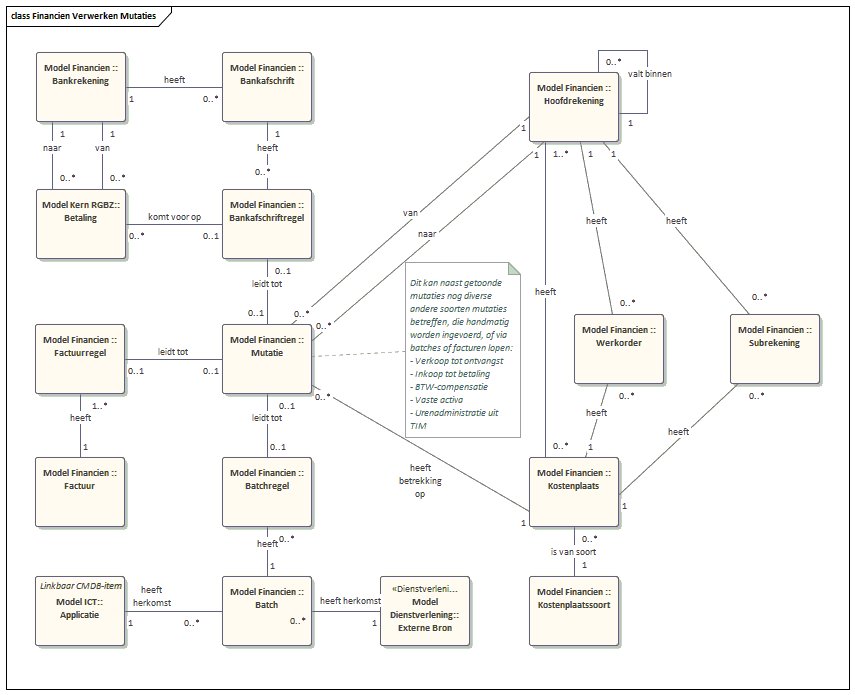 class Financien Verwerken Mutaties
Model Financien ::
Bankrekening
heeft
1
0..*
Model Financien ::
Bankafschrift
0..*
valt binnen
1
Model Financien ::
Hoofdrekening
1
naar
0..*
1
van
0..*
1
heeft
0..*
1
1
1..*
1
1
Model Kern RGBZ::
Betaling
komt voor op
0..*
0..1
Model Financien ::
Bankafschriftregel
van
naar
heeft
heeft
heeft
0..1
leidt tot
0..1
0..*
0..*
0..*
0..*
Dit kan naast getoonde
mutaties nog diverse
andere soorten mutaties
betreffen, die handmatig
worden ingevoerd, of via
batches of facturen lopen:
- Verkoop tot ontvangst
- Inkoop tot betaling
- BTW-compensatie
- Vaste activa
- Urenadministratie uit
TIM
Model Financien ::
Factuurregel
leidt tot
0..1
0..1
Model Financien ::
Mutatie
Model Financien ::
Werkorder
Model Financien ::
Subrekening
1..*
heeft
1
0..1
leidt tot
0..1
0..*
heeft
betrekking
op
1
0..*
0..*
heeft
1
0..*
heeft
1
Model Financien ::
Factuur
Model Financien ::
Batchregel
Model Financien ::
Kostenplaats
0..*
heeft
1
0..*
is van soort
1
Linkbaar CMDB-item
Model ICT::
Applicatie
heeft
herkomst
1
0..*
Model Financien ::
Batch
0..*
heeft herkomst
1
«Dienstverleni...
Model
Dienstverlening::
Externe Bron
Model Financien ::
Kostenplaatssoort